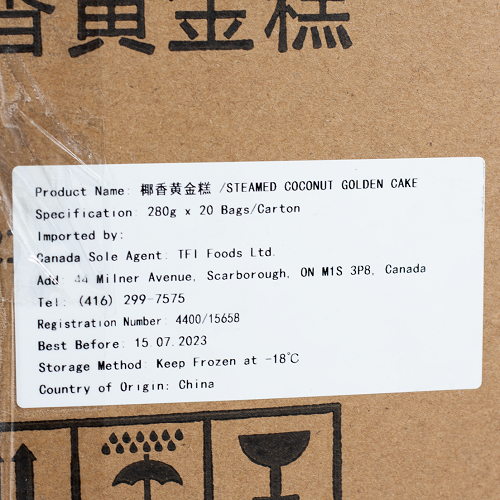 香黄金糕
Product Name: 椰香黄金糕 /STEAMED COCONUT GOLDEN CAKE
Specification: 280g x 20 Bags/Carton
Imported by:
Canada Sole Agent: TFI Foods Ltd.
Add: 44 Milner Avenue, Scarborough, ON M1S 3P8, Canada
Tel: (416) 299-7575
Registration Number: 4400/15658
Best Before: 15.07.2023
Storage Method: Keep Frozen at -18℃
Country of Origin: China